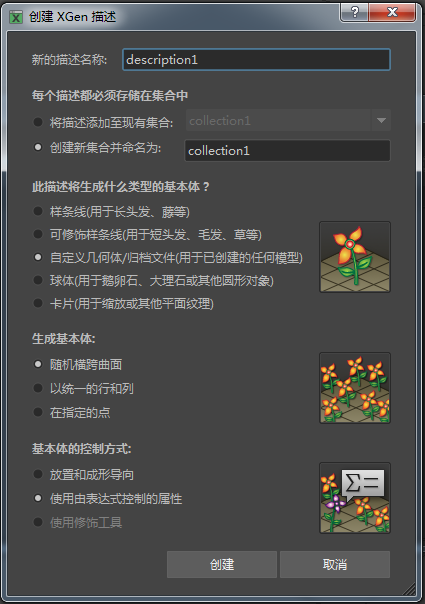 创建 XGen 描述
新的描述名称: description1
每个描述都必须存储在集合中
将描述添加至现有集合: collection1
创建新集合并命名为: collection1
此描述将生成什么类型的基本体？
样条线(用于长头发、藤等)
可修饰样条线(用于短头发、毛发、草等)
自定义几何体/归档文件(用于已创建的任何模型)
球体(用于鹅卵石、大理石或其他圆形对象)
卡片(用于缩放或其他平面纹理)
生成基本体:
随机横跨曲面
以统一的行和列
在指定的点
基本体的控制方式:
放置和成形导向
使用由表达式控制的属性
Σ=
使用修饰工具
创建 取消